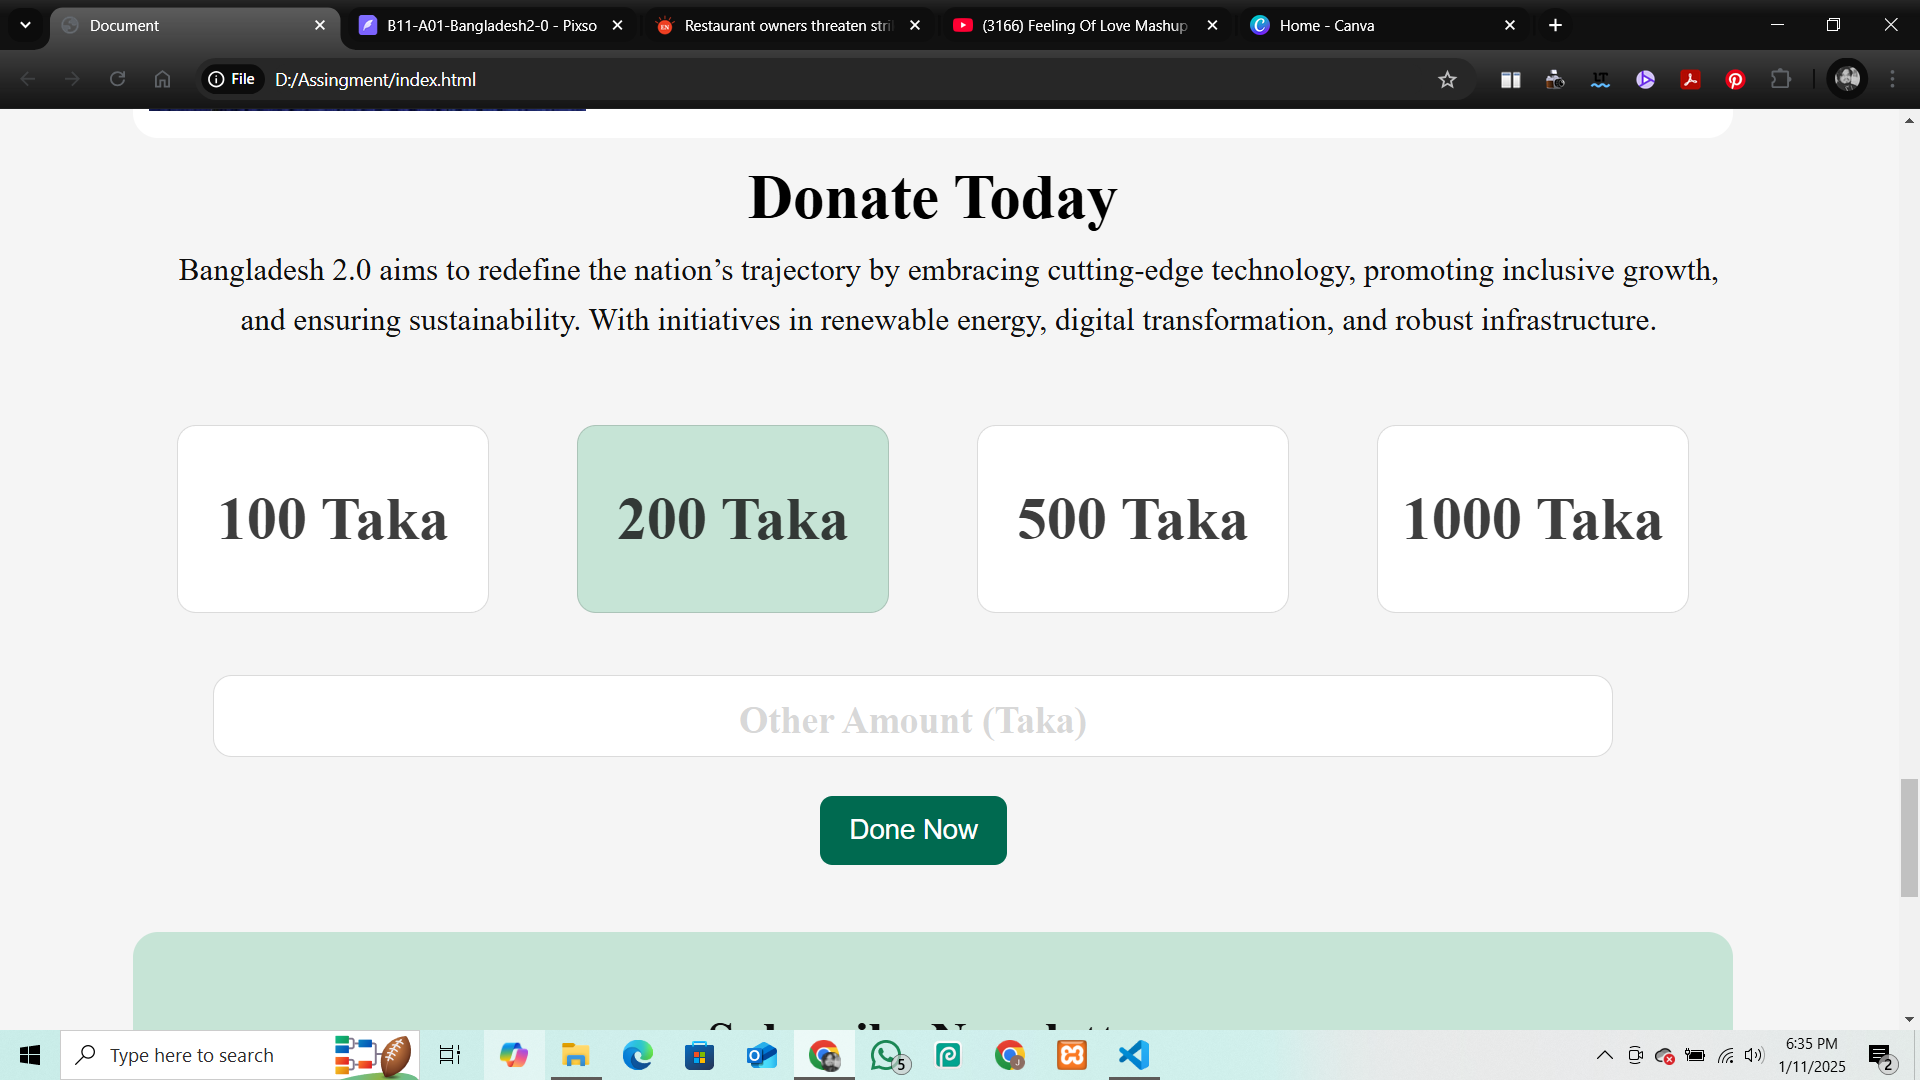 Document
B11-A01-Bangladesh2-0 - Pixso
Restaurant owners threaten stri
(3166) Feeling Of Love Mashup
Home - Canva
File
D:/Assingment/index.html
Donate Today
Bangladesh 2.0 aims to redefine the nation’s trajectory by embracing cutting-edge technology, promoting inclusive growth,
and ensuring sustainability. With initiatives in renewable energy, digital transformation, and robust infrastructure.
100 Taka
200 Taka
500 Taka
1000 Taka
Other Amount (Taka)
Done Now
Type here to search
5
6:35 PM
1/11/2025
2